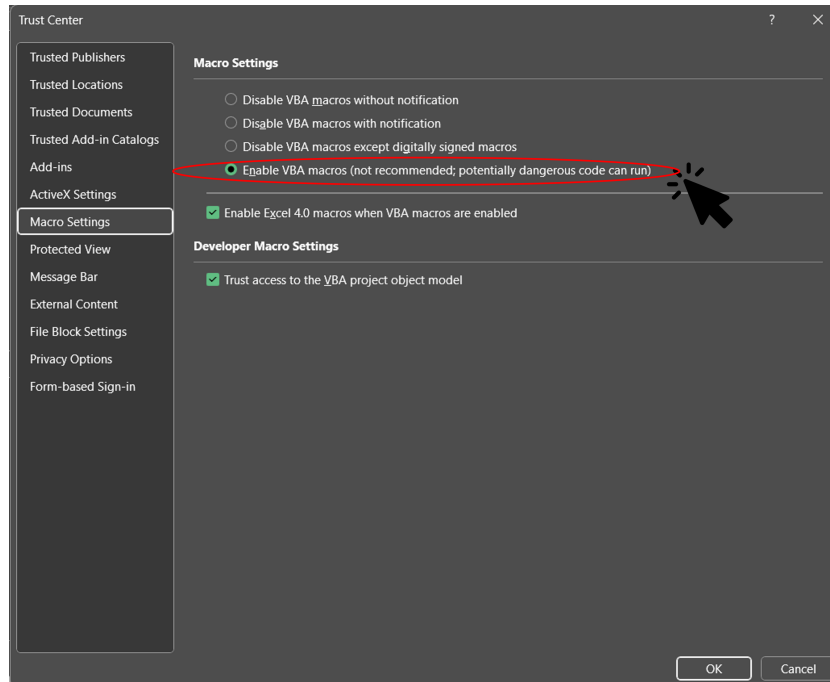 Trust Center
?
Trusted Publishers
Trusted Locations
Trusted Documents
Trusted Add-in Catalogs
Add-ins
ActiveX Settings
Macro Settings
Protected View
Message Bar
External Content
File Block Settings
Privacy Options
Form-based Sign-in
Macro Settings
Disable VBA macros without notification
Disable VBA macros with notification
Disable VBA macros except digitally signed macros
Enable VBA macros (not recommended; potentially dangerous code can run)
Enable Excel 4.0 macros when VBA macros are enabled
Developer Macro Settings
Trust access to the VBA project object model
OK
Cancel